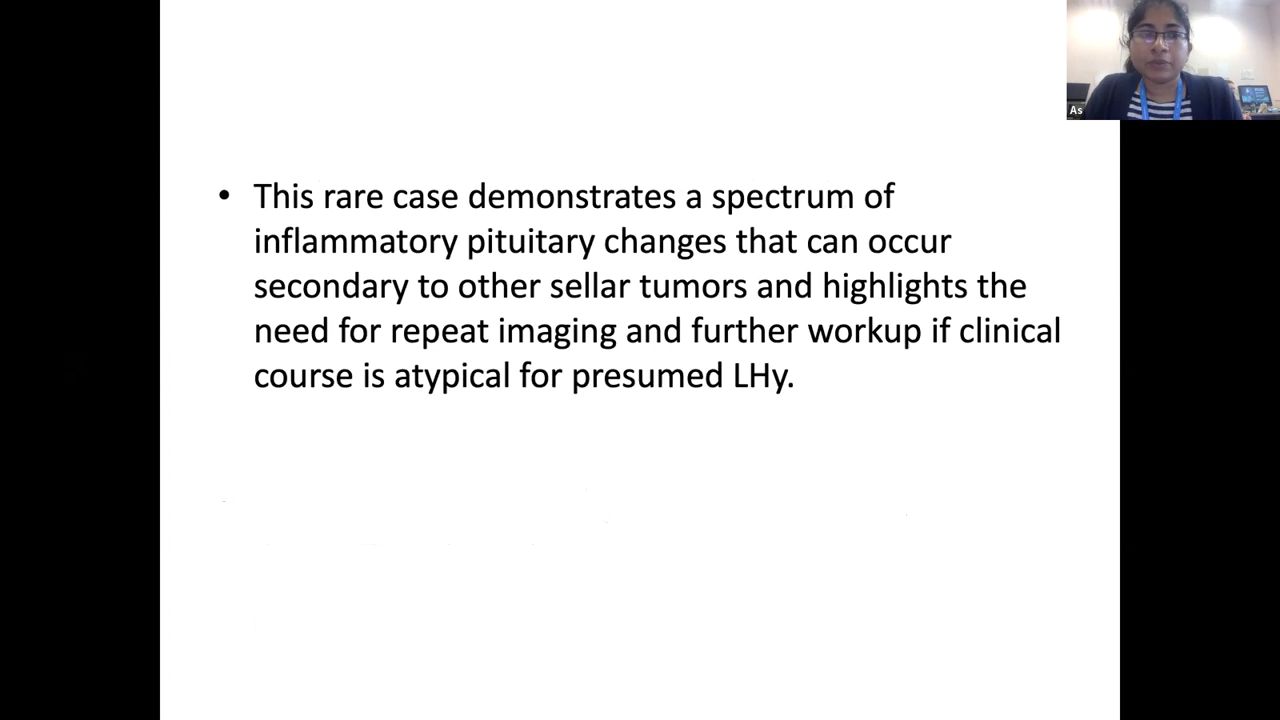 • This rare case demonstrates a spectrum of
inflammatory pituitary changes that can occur
secondary to other sellar tumors and highlights the
need for repeat imaging and further workup if clinical
course is atypical for presumed LHy.
As